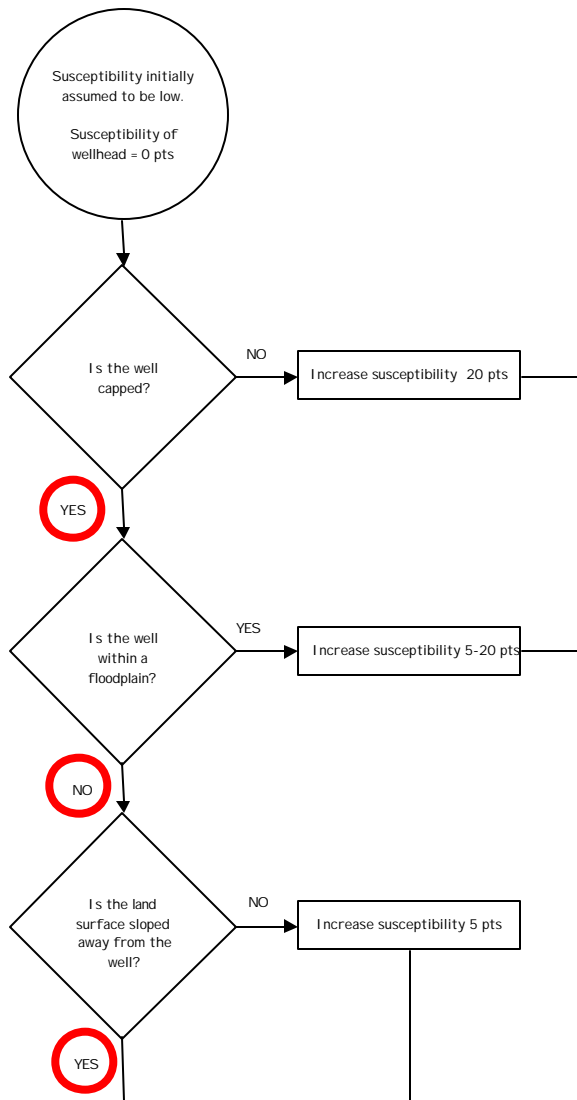 Susceptibility initially
assumed to be low.
Susceptibility of
wellhead = 0 pts
Is the well
capped?
NO
Increase susceptibility 20 pts
YES
Is the well
within a
floodplain?
YES
Increase susceptibility 5-20 pts
NO
Is the land
surface sloped
away from the
well?
NO
Increase susceptibility 5 pts
YES